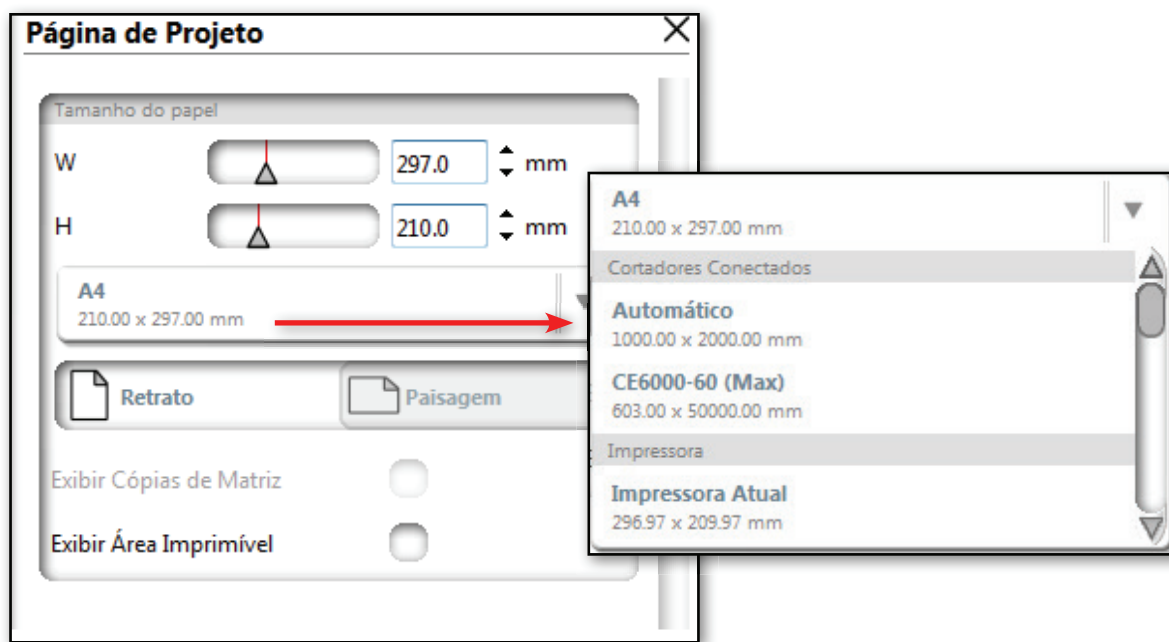 Página de Projeto
Tamanho do papel
W
297.0
mm
H
210.0
mm
A4
210.00 x 297.00 mm
Retrato
Paisagem
Exibir Cópias de Matriz
Exibir Área Imprimível
A4
210.00 x 297.00 mm
Cortadores Conectados
Automático
1000.00 x 2000.00 mm
CE6000-60 (Max)
603.00 x 50000.00 mm
Impressora
Impressora Atual
296.97 x 209.97 mm